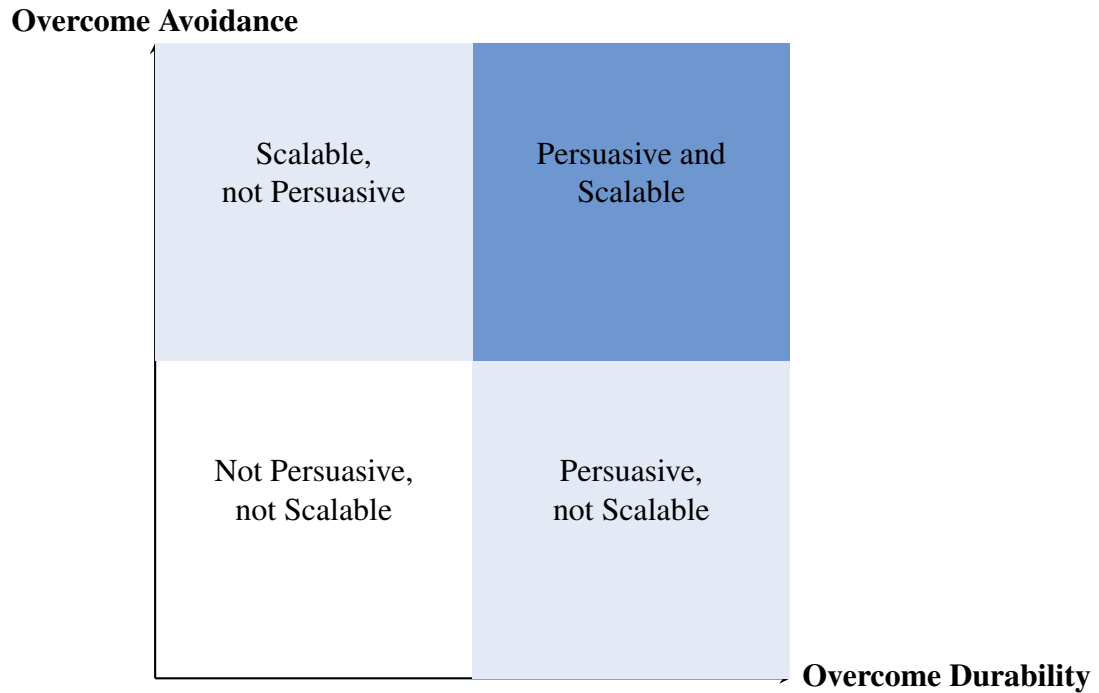 Overcome Avoidance
Scalable,
not Persuasive
Persuasive and
Scalable
Not Persuasive,
not Scalable
Persuasive,
not Scalable
Overcome Durability